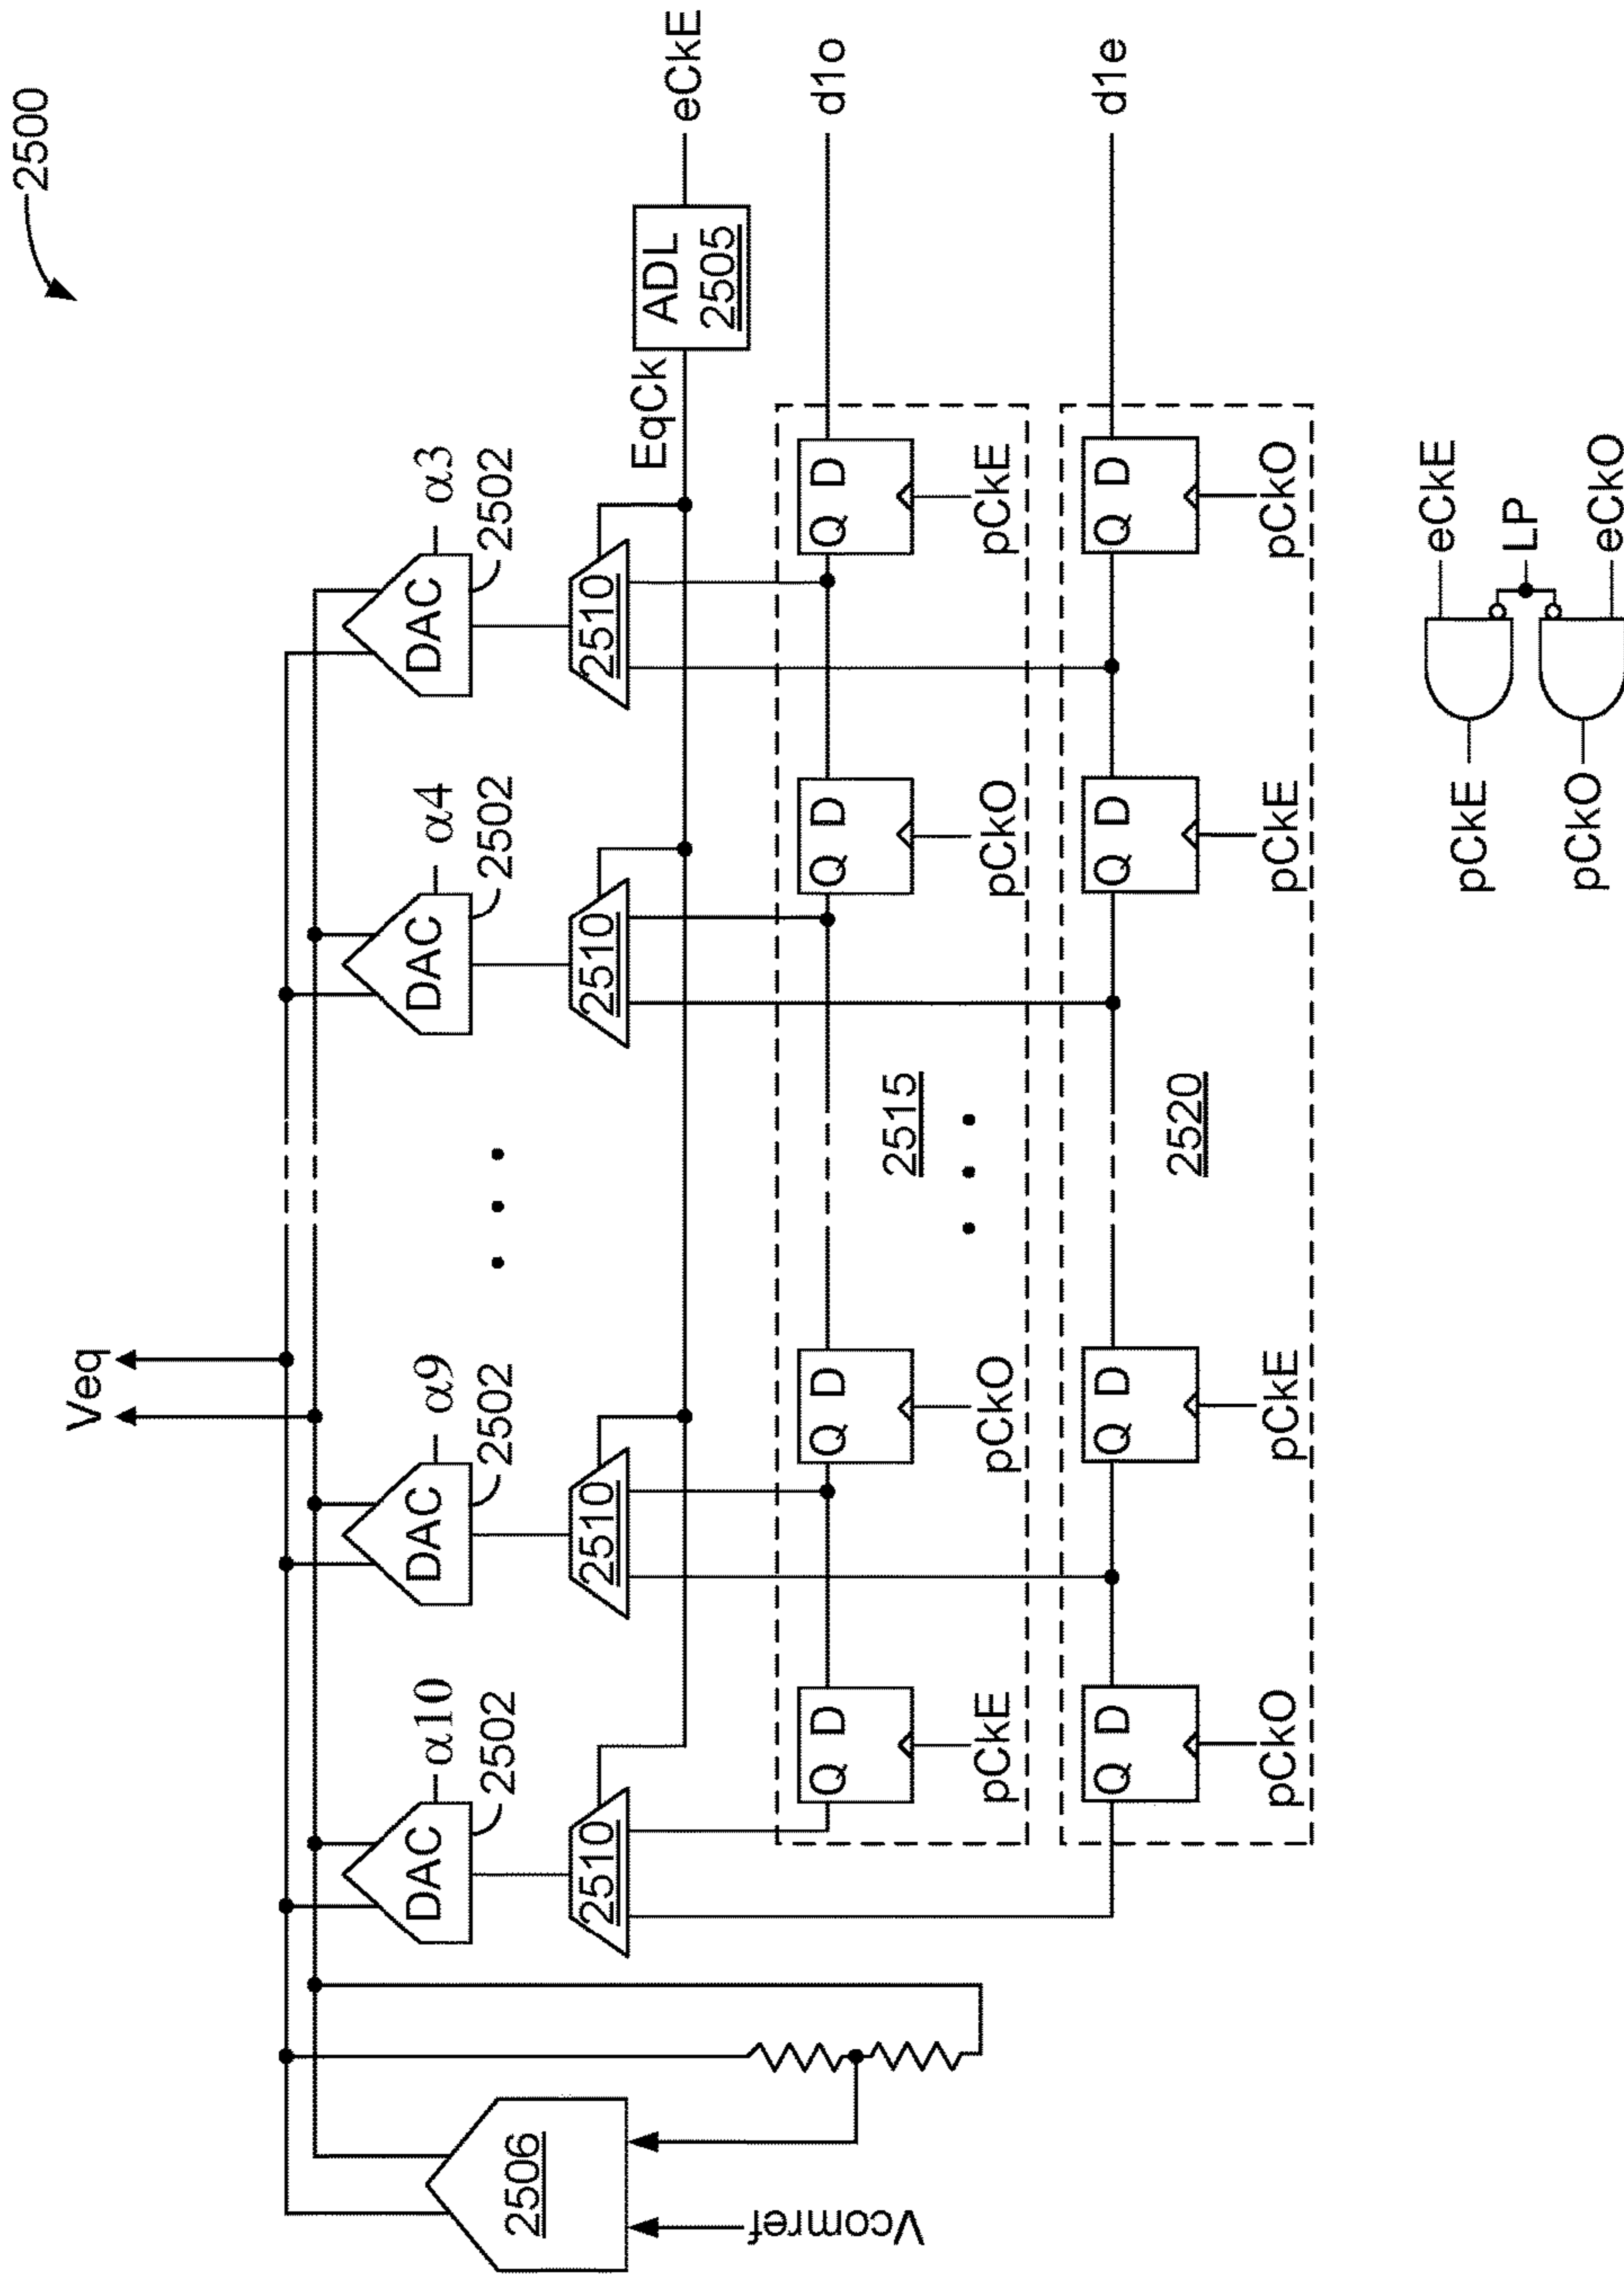 2500
Veq
α10
α9
α4
α3
2502
2502
2502
2502
DAC
DAC
DAC
DAC
2506
Vcomref
2510
2510
2510
2510
EqCk
ADL
2505
eCkE
Q D
Q D
Q D
Q D
d1o
pCkE
pCkO
2515
pCkO
pCkE
Q D
Q D
Q D
Q D
d1e
pCkO
pCkE
2520
pCkE
pCkO
pCkE
eCkE
LP
pCkO
eCkO